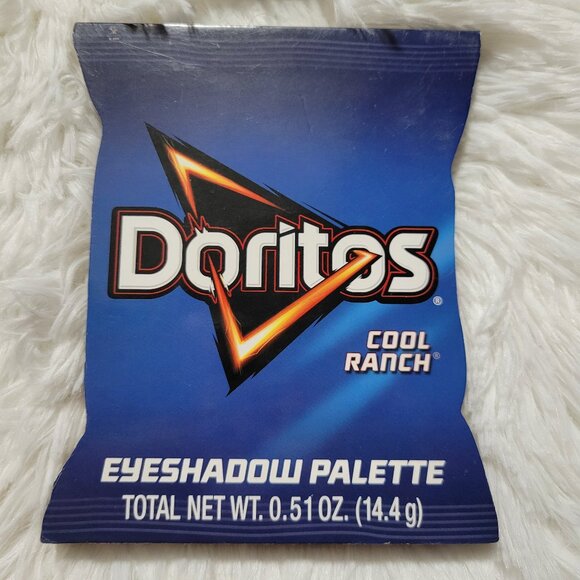 Doritos®
COOL
RANCH®
EYESHADOW PALETTE
TOTAL NET WT. 0.51 OZ. (14.4 g)